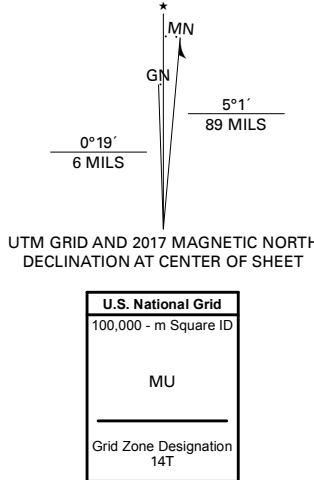 ★
MN
GN
5°1´
89 MILS
0°19´
6 MILS
UTM GRID AND 2017 MAGNETIC NORTH
DECLINATION AT CENTER OF SHEET
U.S. National Grid
100,000 - m Square ID
MU
Grid Zone Designation
14T